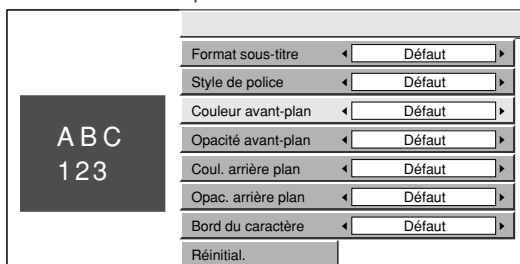 ABC
123
Format sous-titre Défaut
Style de police Défaut
Couleur avant-plan Défaut
Opacité avant-plan Défaut
Coul. arrière plan Défaut
Opac. arrière plan Défaut
Bord du caractère Défaut
Réinitial.